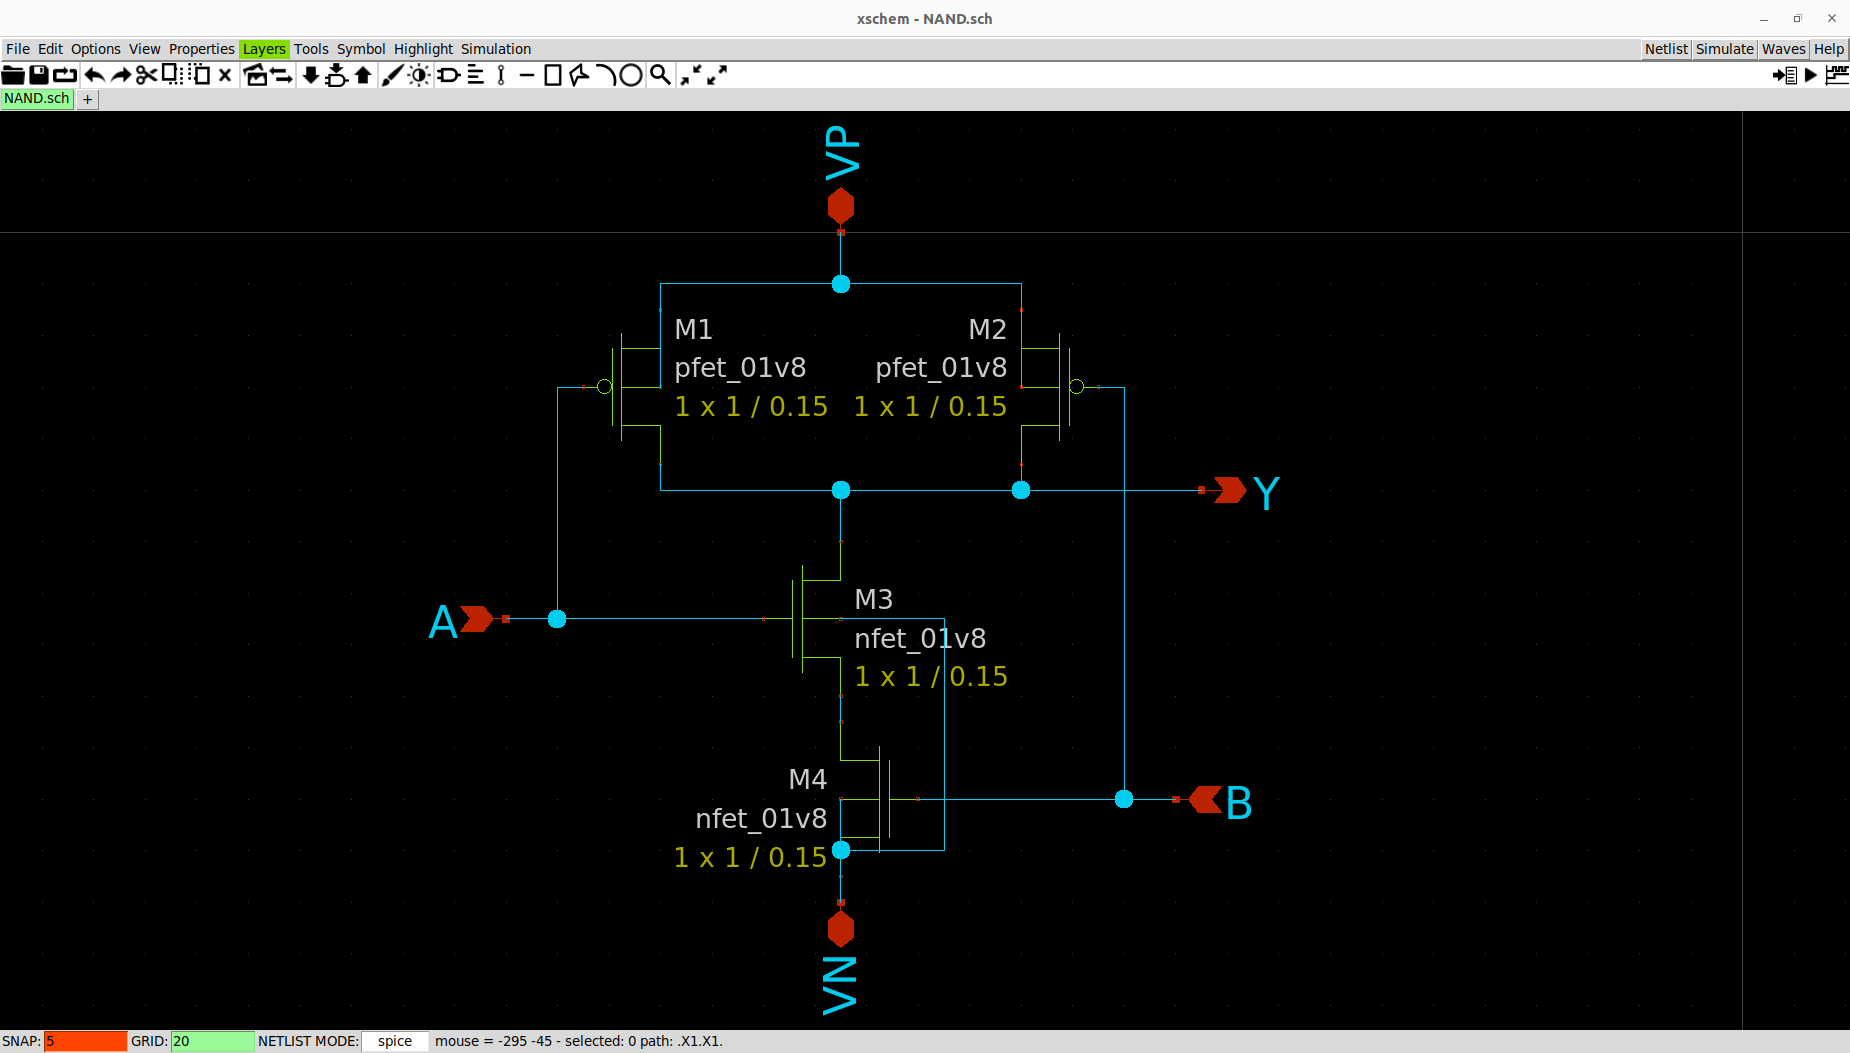 xschem - NAND.sch
File Edit Options View Properties Layers Tools Symbol Highlight Simulation Netlist Simulate Waves Help
NAND.sch +
VP
M1
pfet_01v8
1 x 1 / 0.15
M2
pfet_01v8
1 x 1 / 0.15
Y
A
M3
nfet_01v8
1 x 1 / 0.15
M4
nfet_01v8
1 x 1 / 0.15
B
VN
SNAP: 5 GRID: 20 NETLIST MODE: spice mouse = -295 -45 - selected: 0 path: .X1.X1.